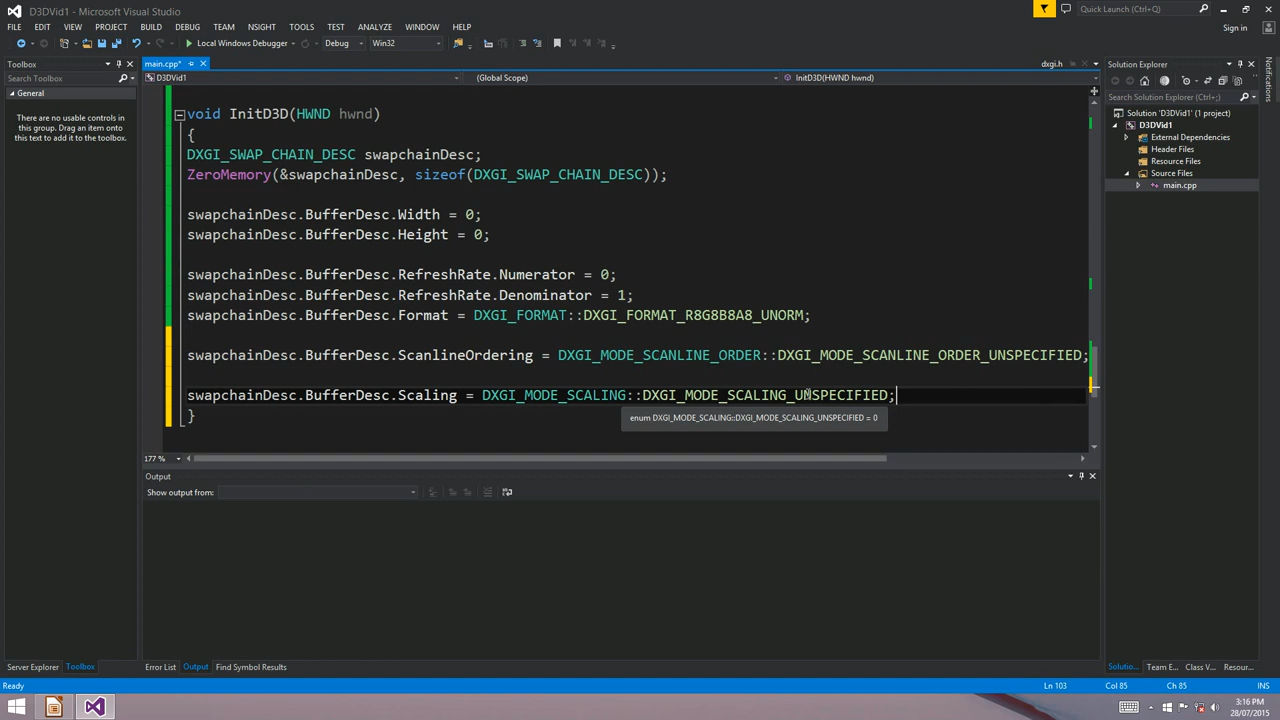 D3DVid1 - Microsoft Visual Studio
Quick Launch (Ctrl+Q)
FILE EDIT VIEW PROJECT BUILD DEBUG TEAM NSIGHT TOOLS TEST ANALYZE WINDOW HELP
Sign in
Local Windows Debugger Debug Win32
Toolbox
Search Toolbox
General
There are no usable controls in
this group. Drag an item onto
this text to add it to the toolbox.
main.cpp*
dxgi.h
D3DVid1
(Global Scope)
InitD3D(HWND hwnd)
void InitD3D(HWND hwnd)
{
DXGI_SWAP_CHAIN_DESC swapchainDesc;
ZeroMemory(&swapchainDesc, sizeof(DXGI_SWAP_CHAIN_DESC));
swapchainDesc.BufferDesc.Width = 0;
swapchainDesc.BufferDesc.Height = 0;
swapchainDesc.BufferDesc.RefreshRate.Numerator = 0;
swapchainDesc.BufferDesc.RefreshRate.Denominator = 1;
swapchainDesc.BufferDesc.Format = DXGI_FORMAT::DXGI_FORMAT_R8G8B8A8_UNORM;
swapchainDesc.BufferDesc.ScanlineOrdering = DXGI_MODE_SCANLINE_ORDER::DXGI_MODE_SCANLINE_ORDER_UNSPECIFIED;
swapchainDesc.BufferDesc.Scaling = DXGI_MODE_SCALING::DXGI_MODE_SCALING_UNSPECIFIED;
enum DXGI_MODE_SCALING::DXGI_MODE_SCALING_UNSPECIFIED = 0
}
177 %
Output
Show output from:
Solution Explorer
Search Solution Explorer (Ctrl+;)
Solution 'D3DVid1' (1 project)
D3DVid1
External Dependencies
Header Files
Resource Files
Source Files
main.cpp
Notifications
Server Explorer Toolbox
Error List Output Find Symbol Results
Solutio... Team E... Class V... Resour...
Ready
Ln 103 Col 85 Ch 85 INS
3:16 PM
28/07/2015